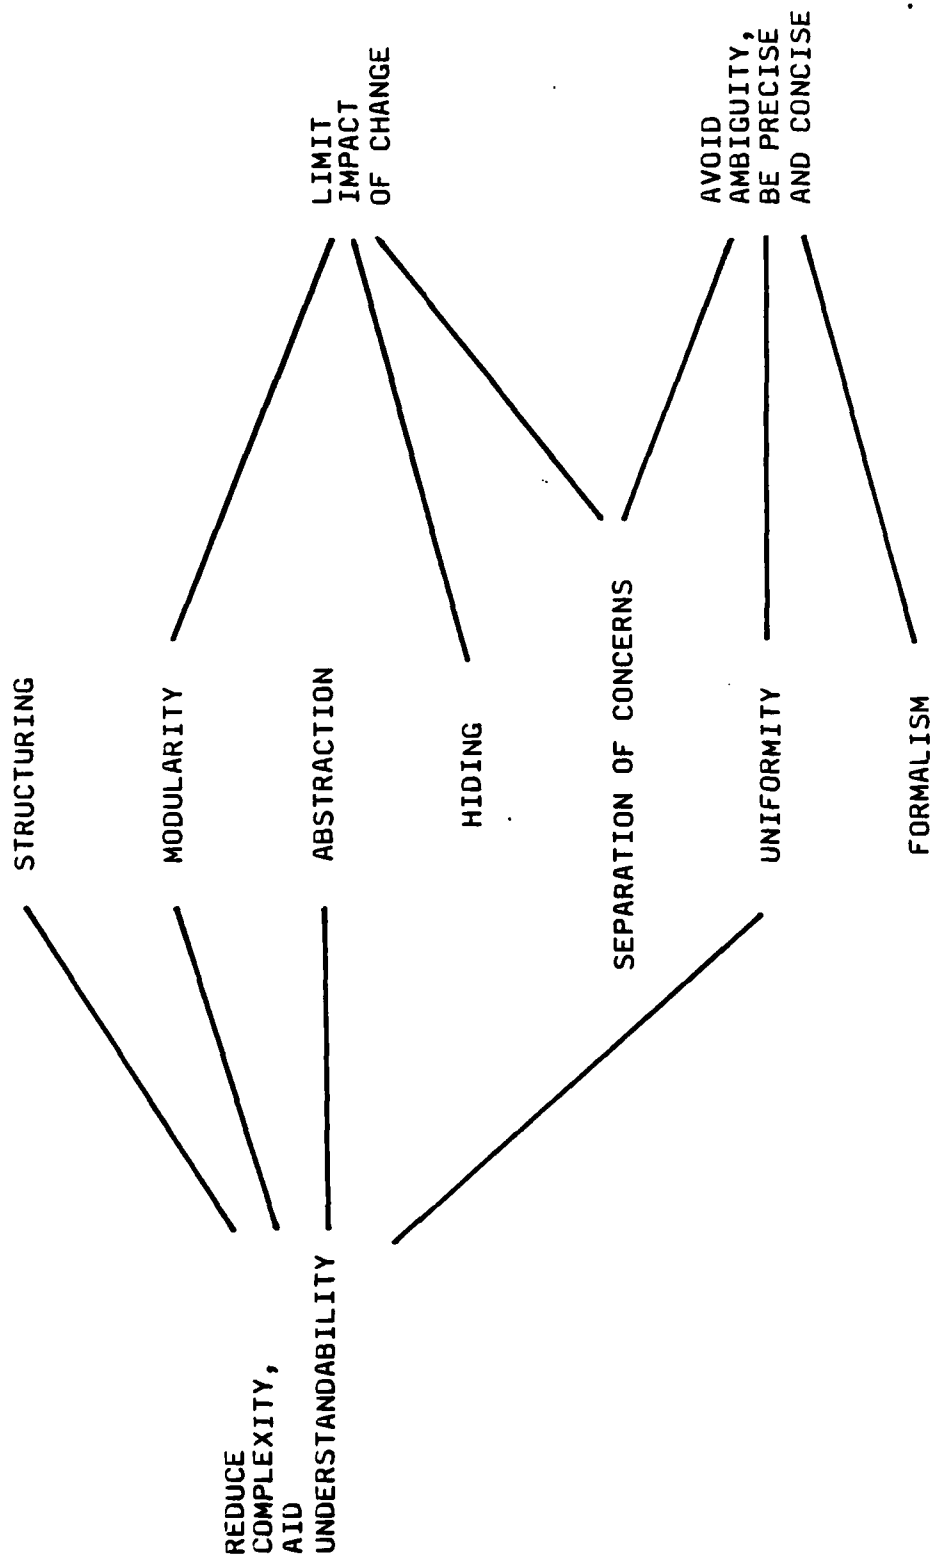 STRUCTURING
REDUCE
COMPLEXITY,
AID
UNDERSTANDABILITY
MODULARITY
ABSTRACTION
HIDING
SEPARATION OF CONCERNS
UNIFORMITY
FORMALISM
LIMIT
IMPACT
OF CHANGE
AVOID
AMBIGUITY,
BE PRECISE
AND CONCISE